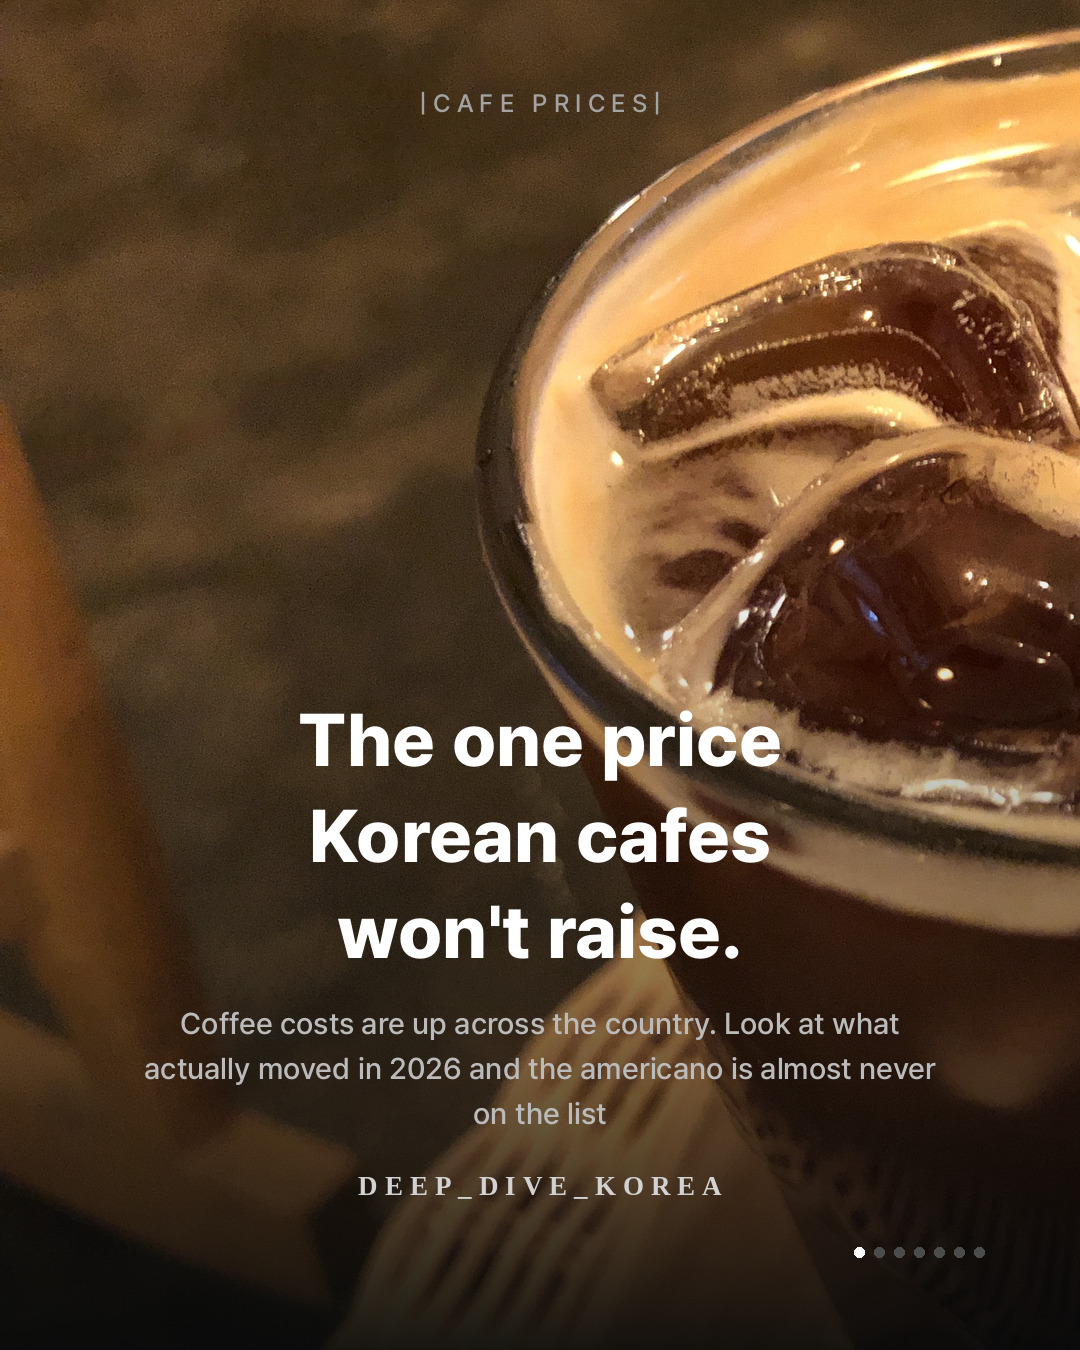 |CAFE PRICES|
The one price
Korean cafes
won't raise.
Coffee costs are up across the country. Look at what
actually moved in 2026 and the americano is almost never
on the list
DEEP_DIVE_KOREA